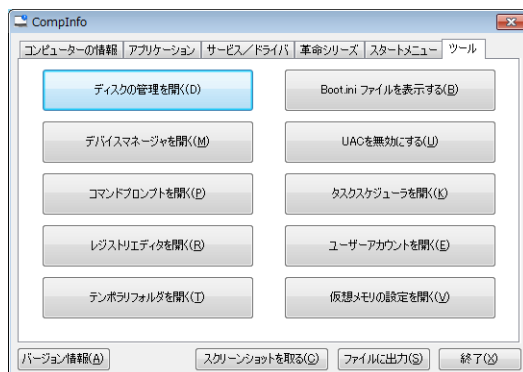 CompInfo
コンピューターの情報 アプリケーション サービス／ドライバ 革命シリーズ スタートメニュー ツール
ディスクの管理を開く(D) Boot.ini ファイルを表示する(B)
デバイスマネージャを開く(M) UACを無効にする(U)
コマンドプロンプトを開く(P) タスクスケジューラを開く(K)
レジストリエディタを開く(R) ユーザーアカウントを開く(E)
テンポラリフォルダを開く(T) 仮想メモリの設定を開く(V)
バージョン情報(A) スクリーンショットを取る(C) ファイルに出力(S) 終了(X)